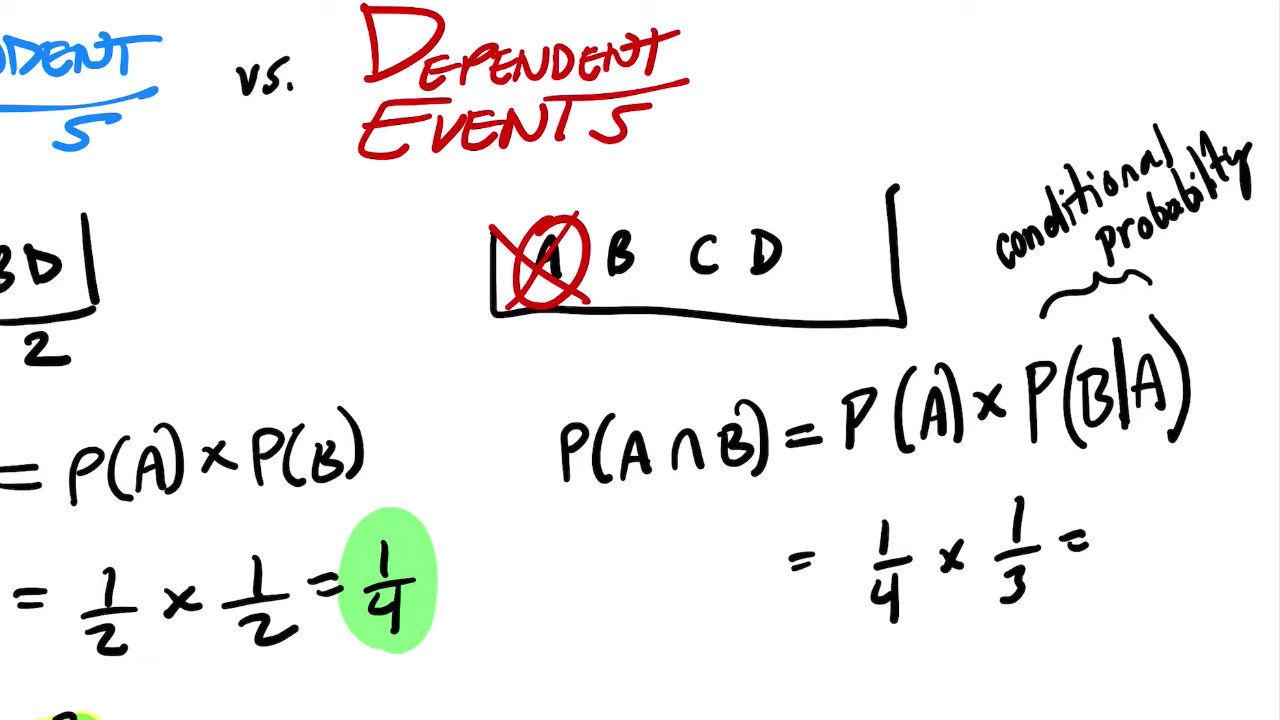 DENT
S
vs.
DEPENDENT
EVENTS
BD
2
= P(A) × P(B)
= 1/2 × 1/2 = 1/4
A B C D
conditional
probability
P(A ∩ B) = P(A) × P(B|A)
= 1/4 × 1/3 =